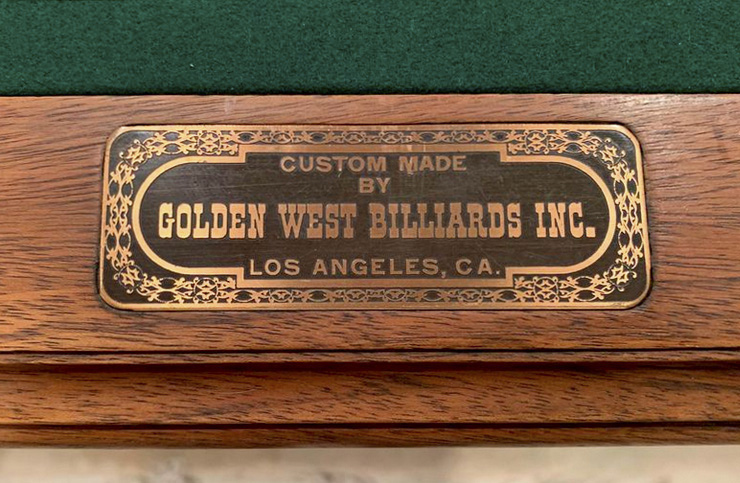 CUSTOM MADE
BY
GOLDEN WEST BILLIARDS INC.
LOS ANGELES, CA.